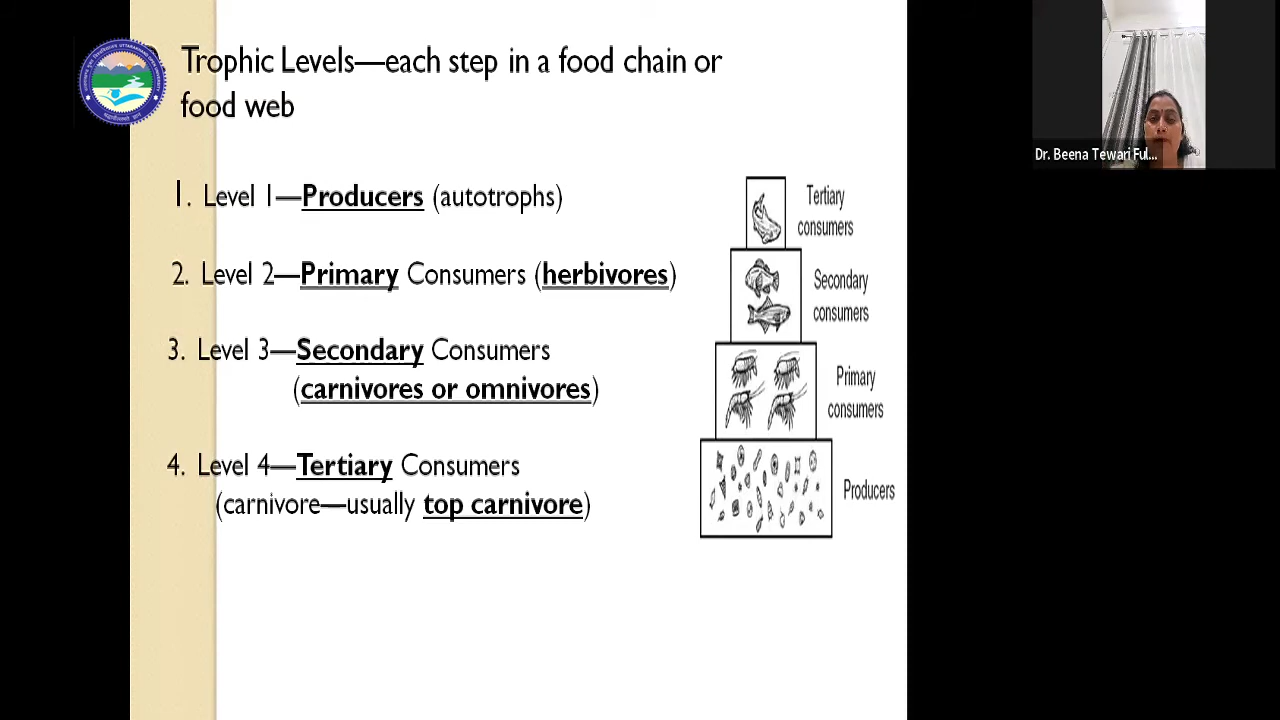 Trophic Levels—each step in a food chain or
food web
1. Level 1—Producers (autotrophs)
2. Level 2—Primary Consumers (herbivores)
3. Level 3—Secondary Consumers
(carnivores or omnivores)
4. Level 4—Tertiary Consumers
(carnivore—usually top carnivore)
Tertiary
consumers
Secondary
consumers
Primary
consumers
Producers
Dr. Beena Tewari Ful...